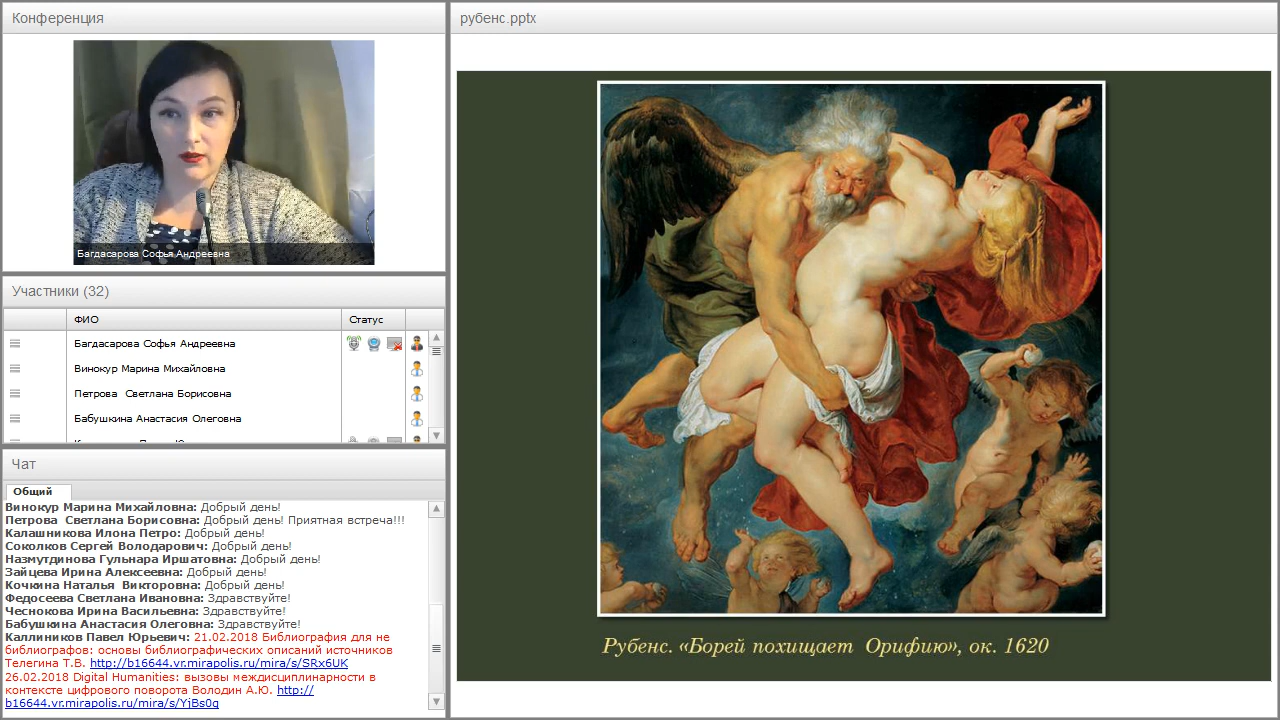 Конференция
Багдасарова Софья Андреевна
Участники (32)
ФИО
Статус
Багдасарова Софья Андреевна
Винокур Марина Михайловна
Петрова Светлана Борисовна
Бабушкина Анастасия Олеговна
Чат
Общий
Винокур Марина Михайловна: Добрый день!
Петрова Светлана Борисовна: Добрый день! Приятная встреча!!!
Калашникова Илона Петро: Добрый день!
Соколков Сергей Володарович: Добрый день!
Назмутдинова Гульнара Иршатовна: Добрый день!
Зайцева Ирина Алексеевна: Добрый день!
Кочкина Наталья Викторовна: Добрый день!
Федосеева Светлана Ивановна: Здравствуйте!
Чеснокова Ирина Васильевна: Здравствуйте!
Бабушкина Анастасия Олеговна: Здравствуйте!
Каллиников Павел Юрьевич: 21.02.2018 Библиография для не
библиографов: основы библиографических описаний источников
Телегина Т.В. http://b16644.vr.mirapolis.ru/mira/s/SRx6UK
26.02.2018 Digital Humanities: вызовы междисциплинарности в
контексте цифрового поворота Володин А.Ю. http://
b16644.vr.mirapolis.ru/mira/s/YjBs0q
рубенс.pptx
Рубенс. «Борей похищает Орифию», ок. 1620